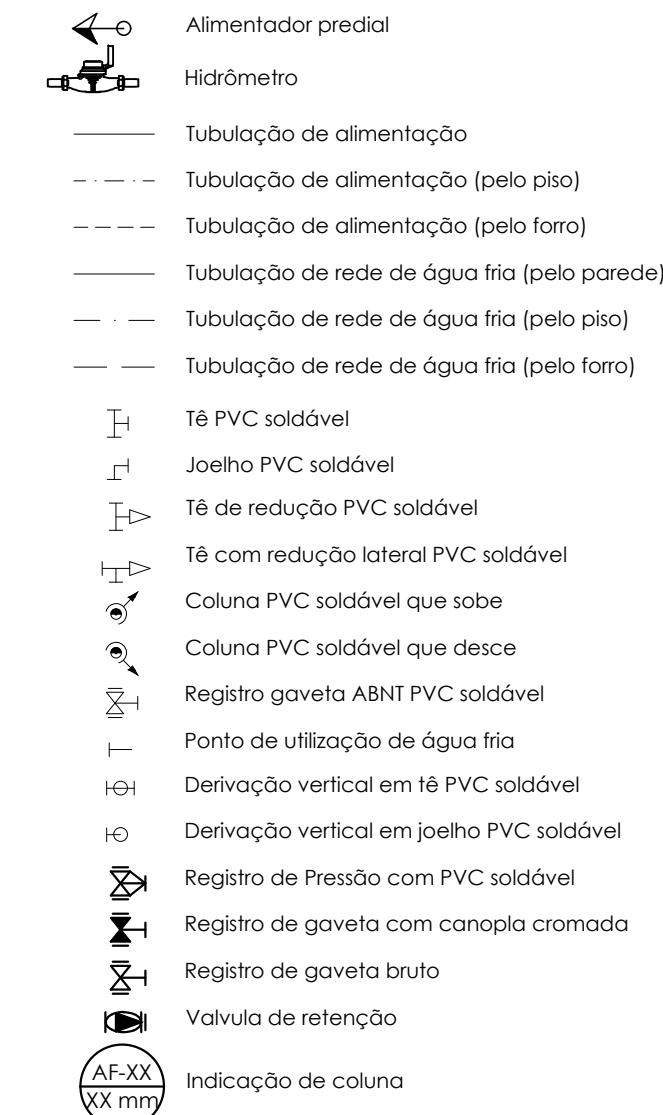 Alimentador predial
Hidrômetro
Tubulação de alimentação
Tubulação de alimentação (pelo piso)
Tubulação de alimentação (pelo forro)
Tubulação de rede de água fria (pelo parede)
Tubulação de rede de água fria (pelo piso)
Tubulação de rede de água fria (pelo forro)
Tê PVC soldável
Joelho PVC soldável
Tê de redução PVC soldável
Tê com redução lateral PVC soldável
Coluna PVC soldável que sobe
Coluna PVC soldável que desce
Registro gaveta ABNT PVC soldável
Ponto de utilização de água fria
Derivação vertical em tê PVC soldável
Derivação vertical em joelho PVC soldável
Registro de Pressão com PVC soldável
Registro de gaveta com canopla cromada
Registro de gaveta bruto
Valvula de retenção
AF-XX
XX mm
Indicação de coluna